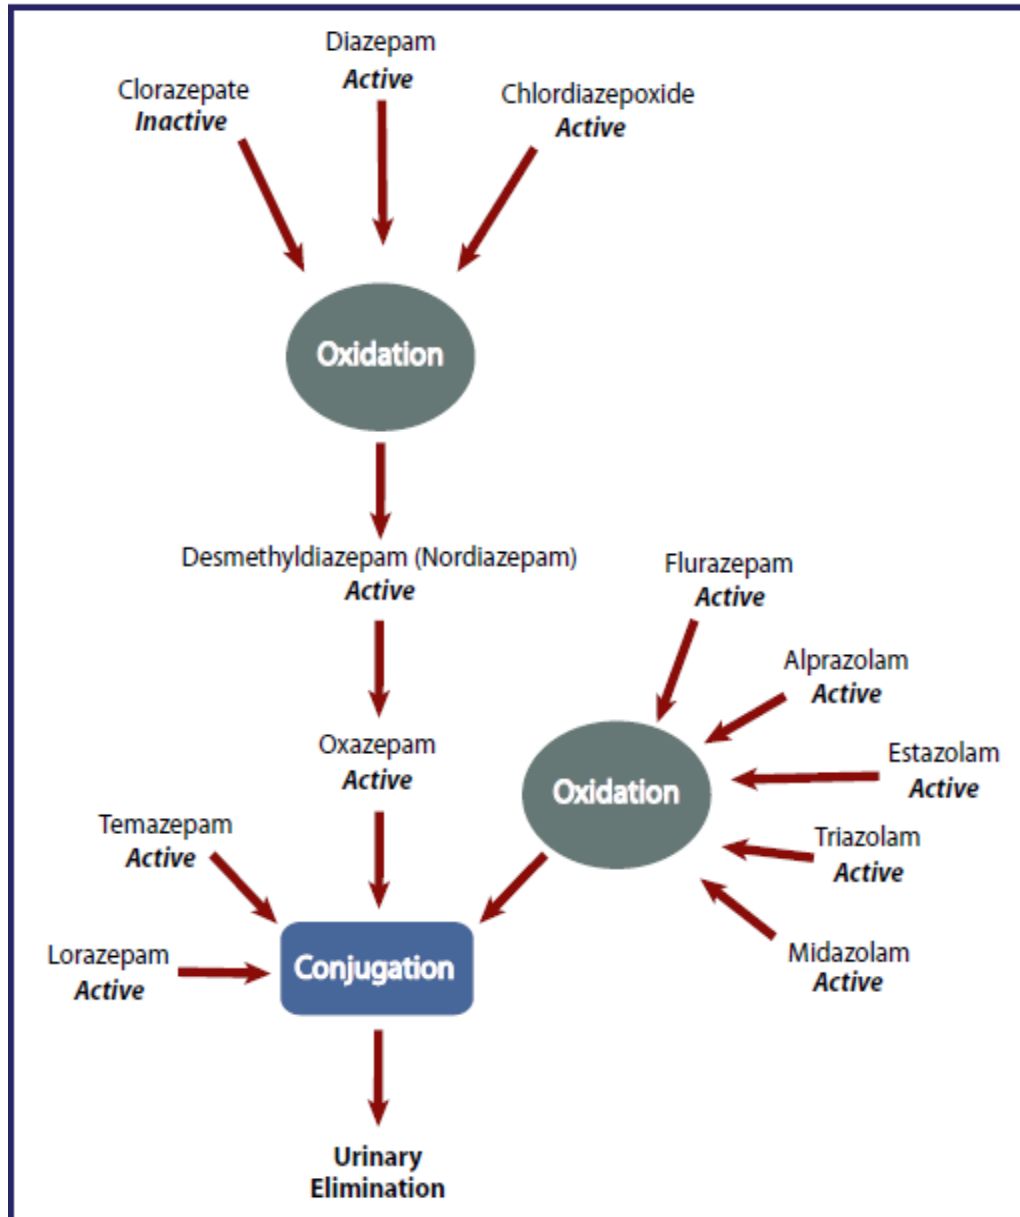 Diazepam
Active
Clorazepate
Inactive
Chlordiazepoxide
Active
Oxidation
Desmethyldiazepam (Nordiazepam)
Active
Flurazepam
Active
Alprazolam
Active
Oxazepam
Active
Estazolam
Active
Oxidation
Temazepam
Active
Triazolam
Active
Lorazepam
Active
Conjugation
Midazolam
Active
Urinary
Elimination